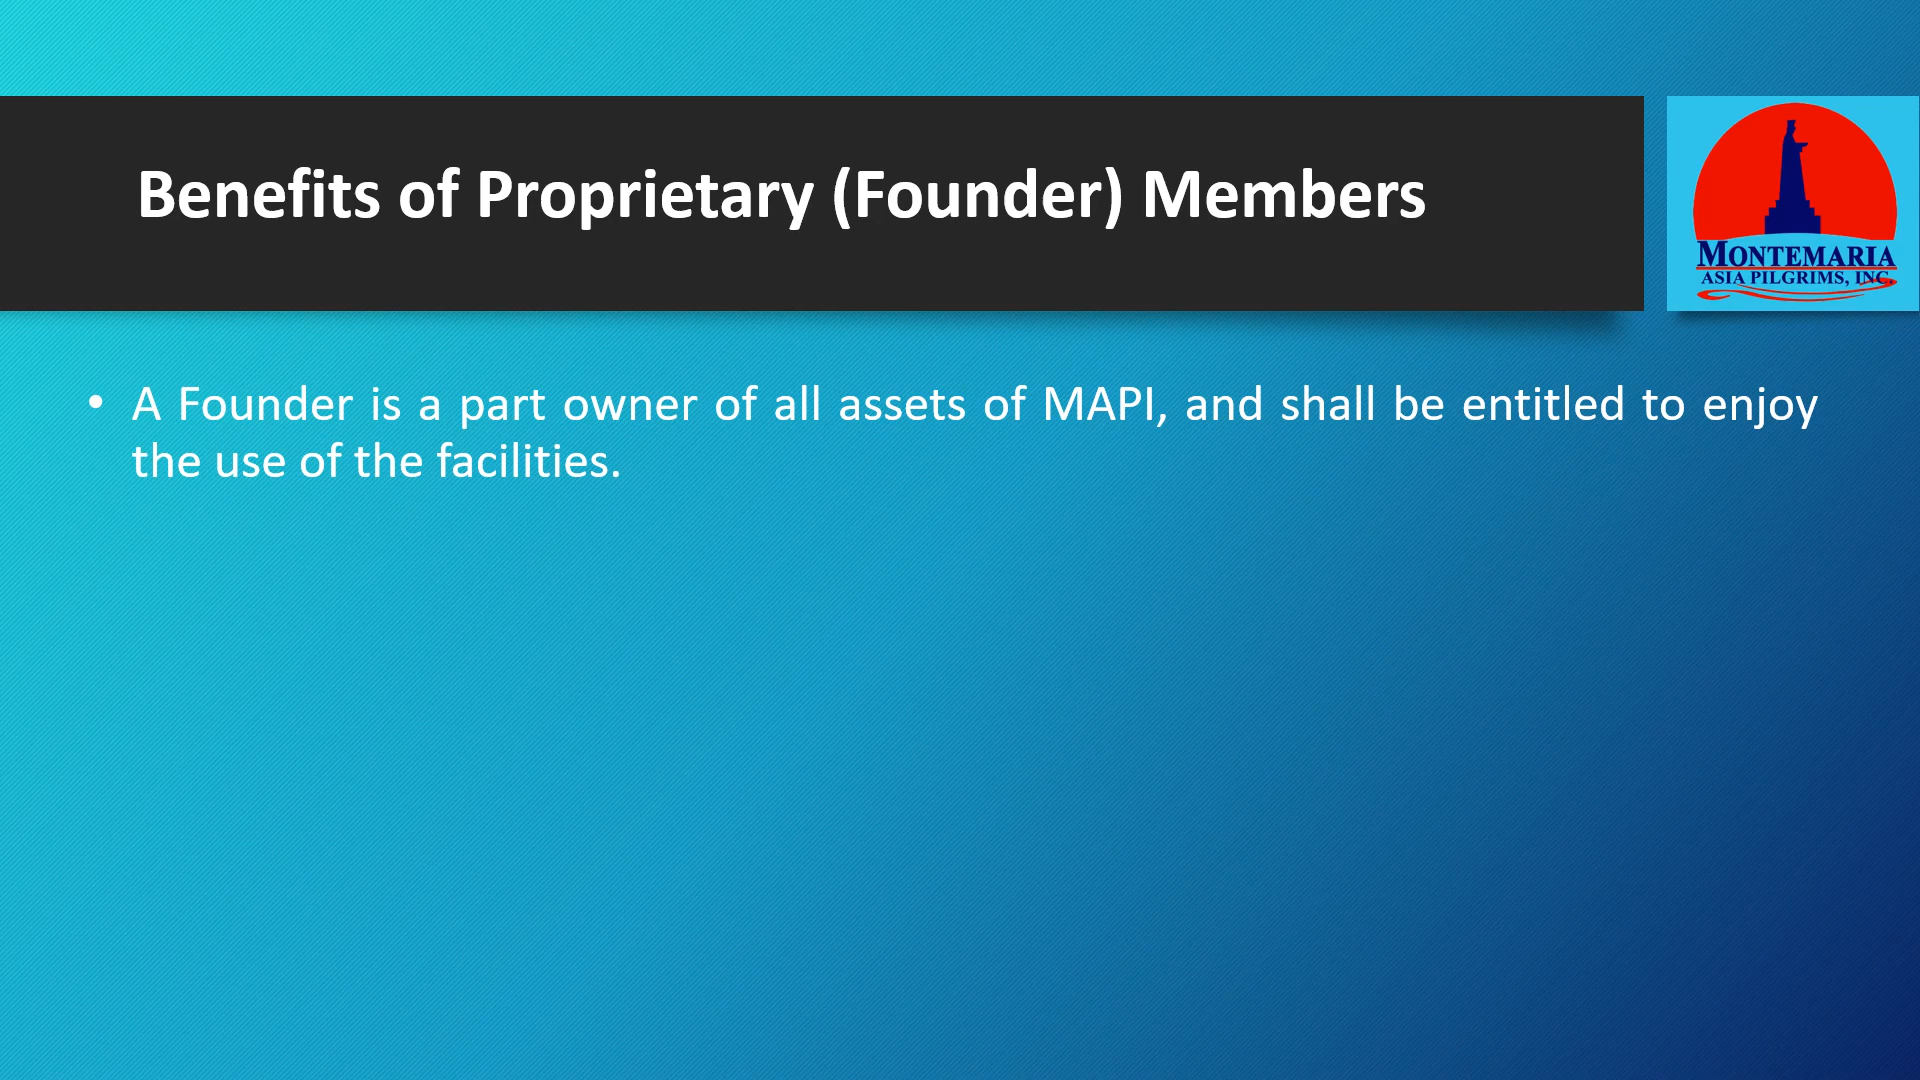 Benefits of Proprietary (Founder) Members
MONTEMARIA
ASIA PILGRIMS, INC.
• A Founder is a part owner of all assets of MAPI, and shall be entitled to enjoy
the use of the facilities.